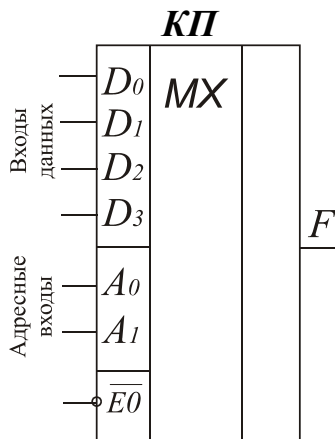 КП
Входы
данных
D0
D1
D2
D3
MX
F
Адресные
входы
A0
A1
E0